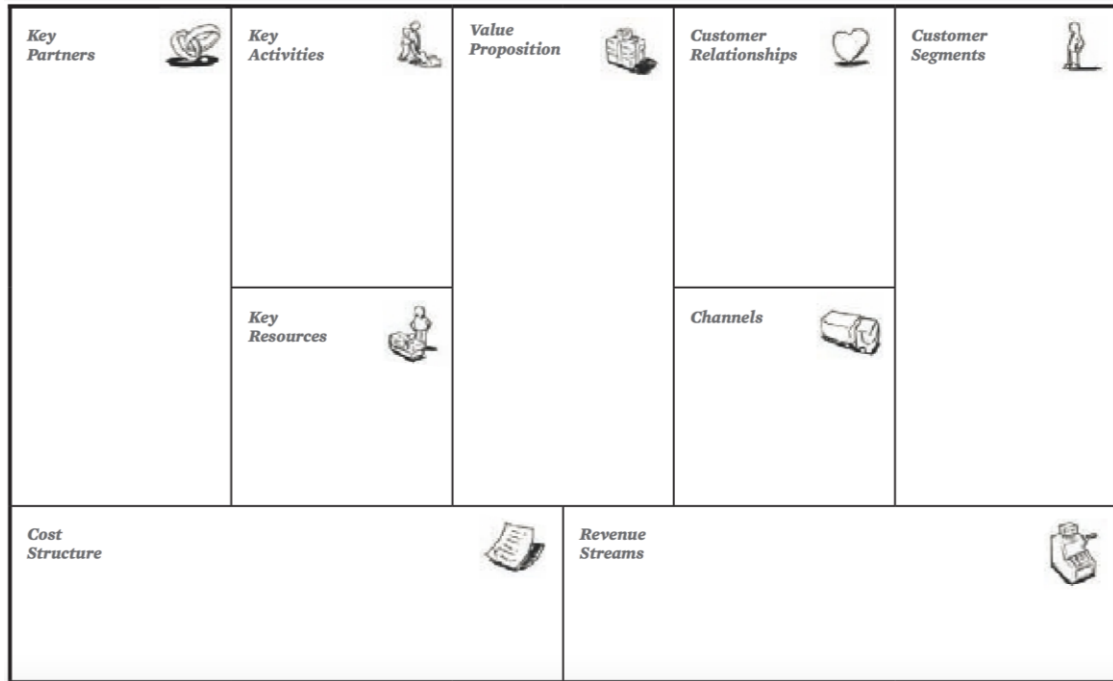 Key
Partners
Key
Activities
Value
Proposition
Customer
Relationships
Customer
Segments
Key
Resources
Channels
Cost
Structure
Revenue
Streams